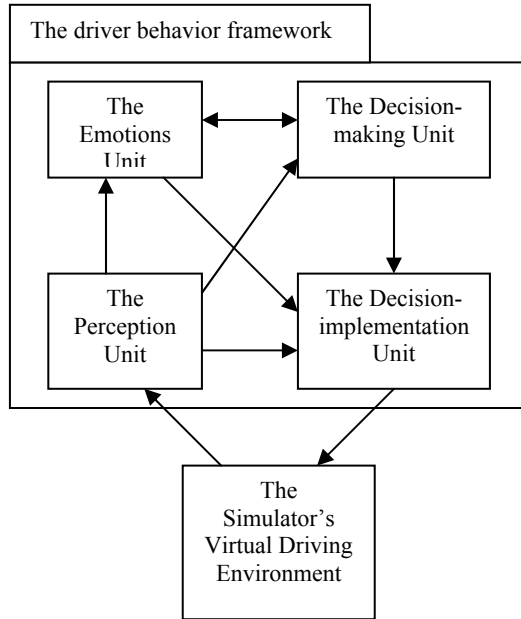 The driver behavior framework
The
Emotions
Unit
The Decision-
making Unit
The
Perception
Unit
The Decision-
implementation
Unit
The
Simulator’s
Virtual Driving
Environment